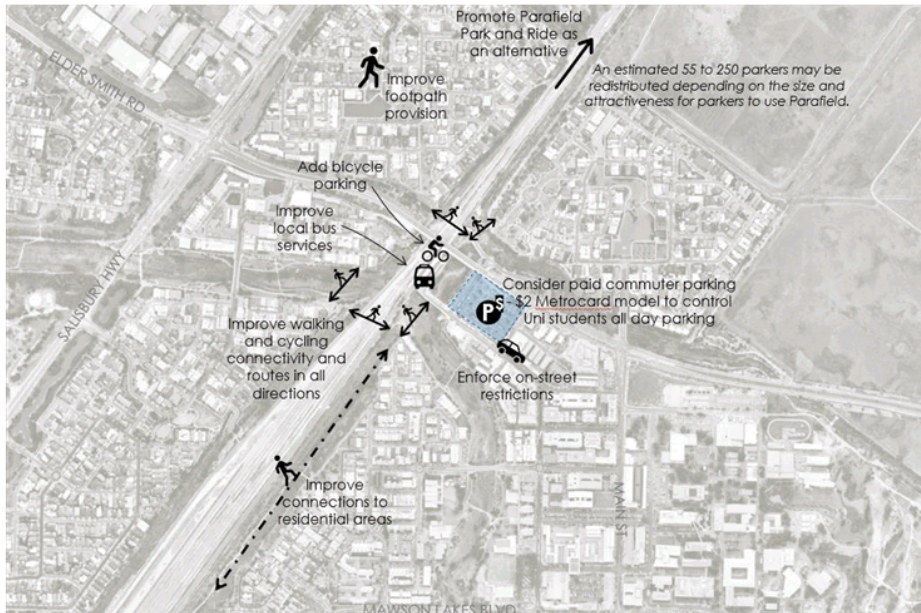 Promote Parafield
Park and Ride as
an alternative
An estimated 55 to 250 parkers may be
redistributed depending on the size and
attractiveness for parkers to use Parafield.
ELDER SMITH RD
Improve
footpath
provision
Add bicycle
parking
Improve
local bus
services
SALISBURY HWY
Consider paid commuter parking
- $2 Metrocard model to control
Uni students all day parking
P$
Improve walking
and cycling
connectivity and
routes in all
directions
Enforce on-street
restrictions
Improve
connections to
residential areas
MAIN ST
MAWSON LAKES BLVD